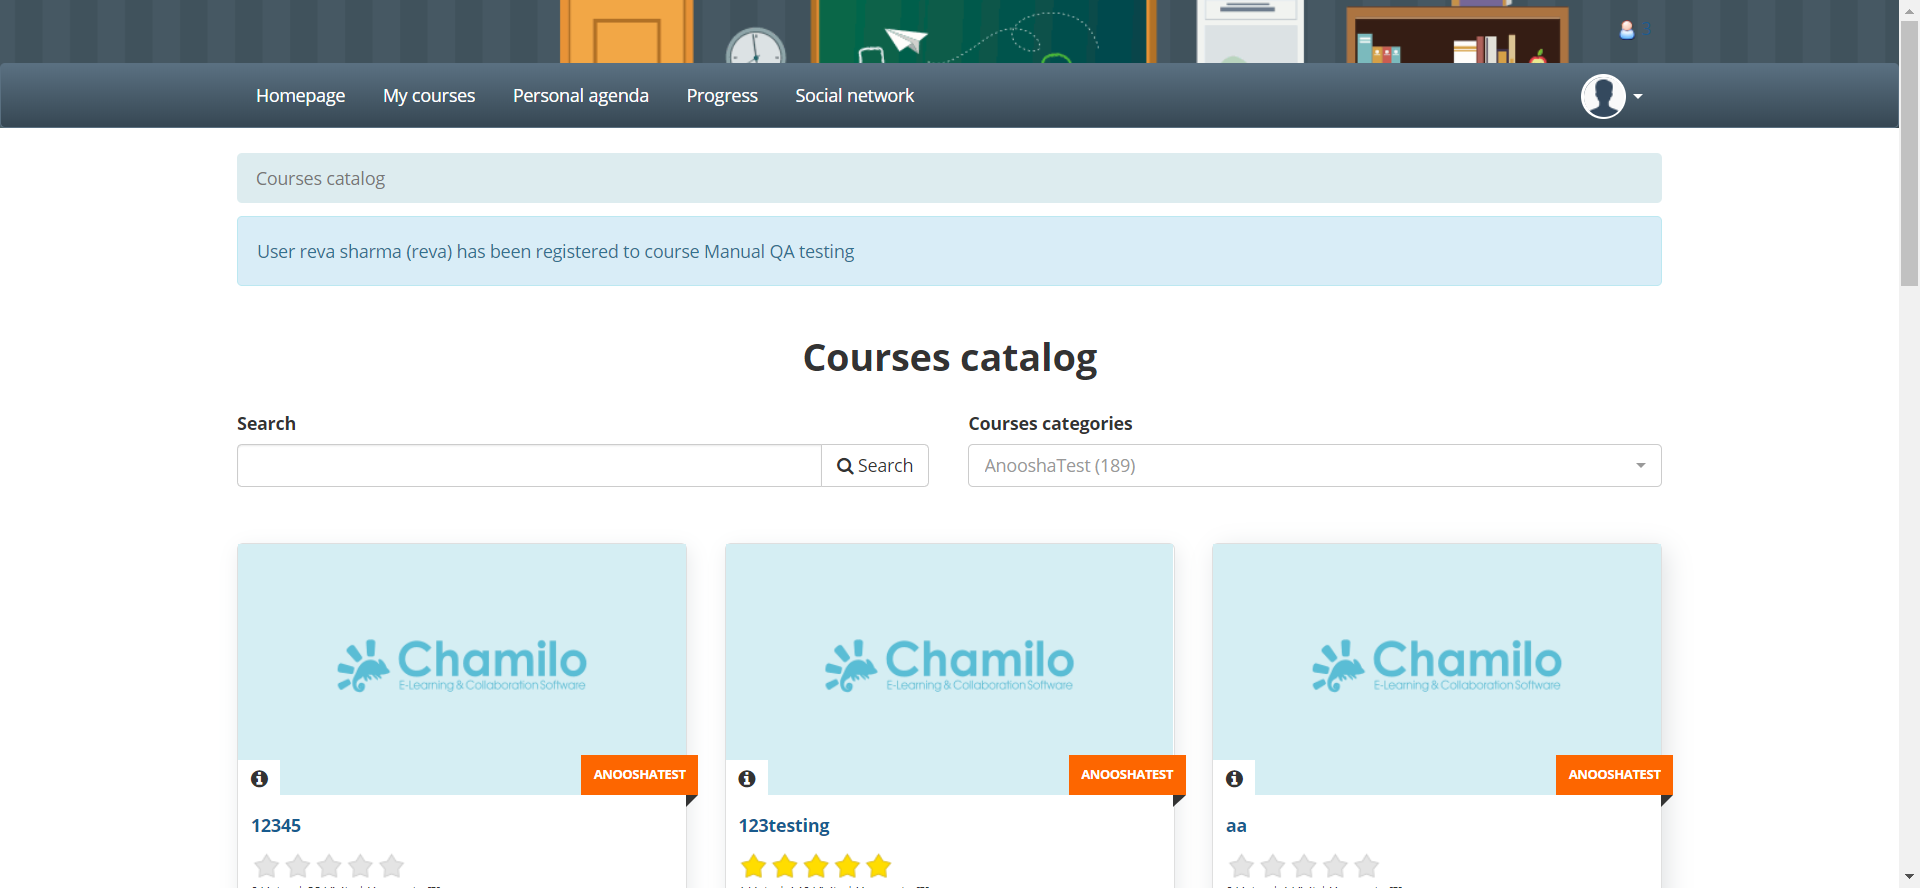 3
Homepage My courses Personal agenda Progress Social network
Courses catalog
User reva sharma (reva) has been registered to course Manual QA testing
Courses catalog
Search
Courses categories
Search
AnooshaTest (189)
Chamilo
E-Learning & Collaboration Software
Chamilo
E-Learning & Collaboration Software
Chamilo
E-Learning & Collaboration Software
ANOOSHATEST
ANOOSHATEST
ANOOSHATEST
12345
123testing
aa